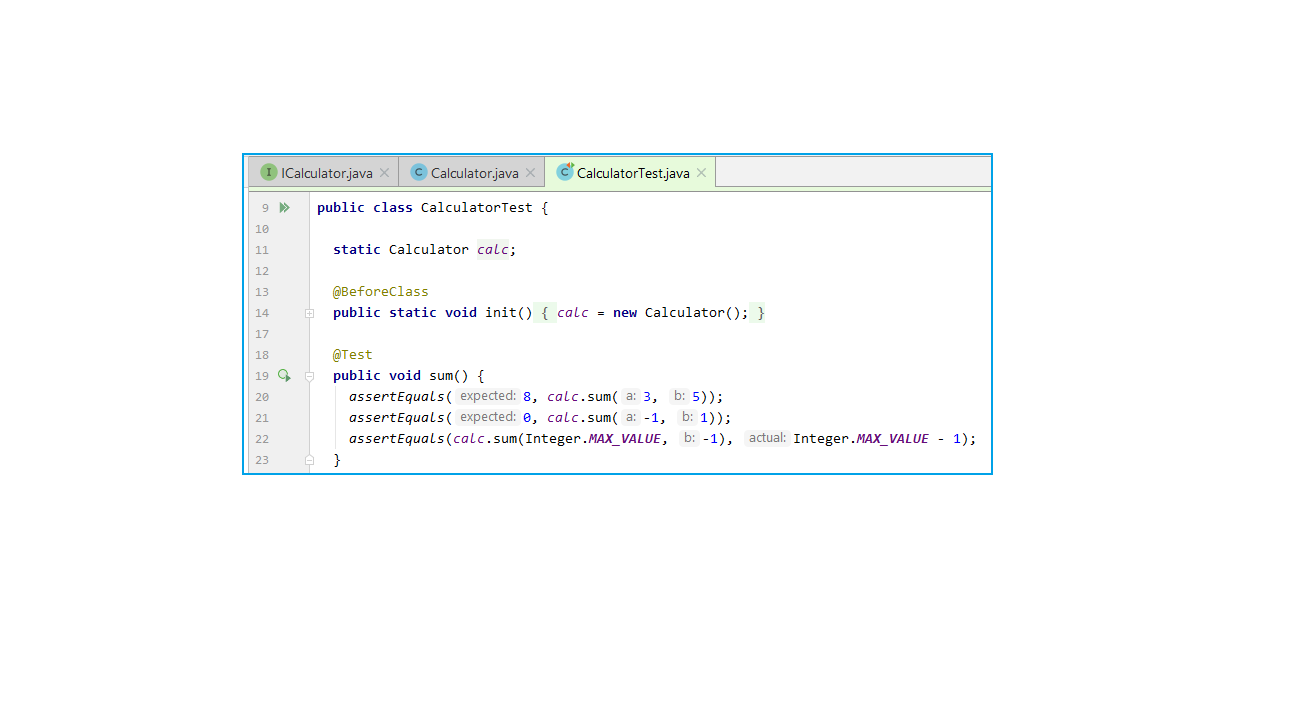 I ICalculator.java × C Calculator.java × C CalculatorTest.java ×
9 public class CalculatorTest {
10
11 static Calculator calc;
12
13 @BeforeClass
14 public static void init() { calc = new Calculator(); }
17
18 @Test
19 public void sum() {
20 assertEquals( expected: 8, calc.sum( a: 3, b: 5));
21 assertEquals( expected: 0, calc.sum( a: -1, b: 1));
22 assertEquals(calc.sum(Integer.MAX_VALUE, b: -1), actual: Integer.MAX_VALUE - 1);
23 }